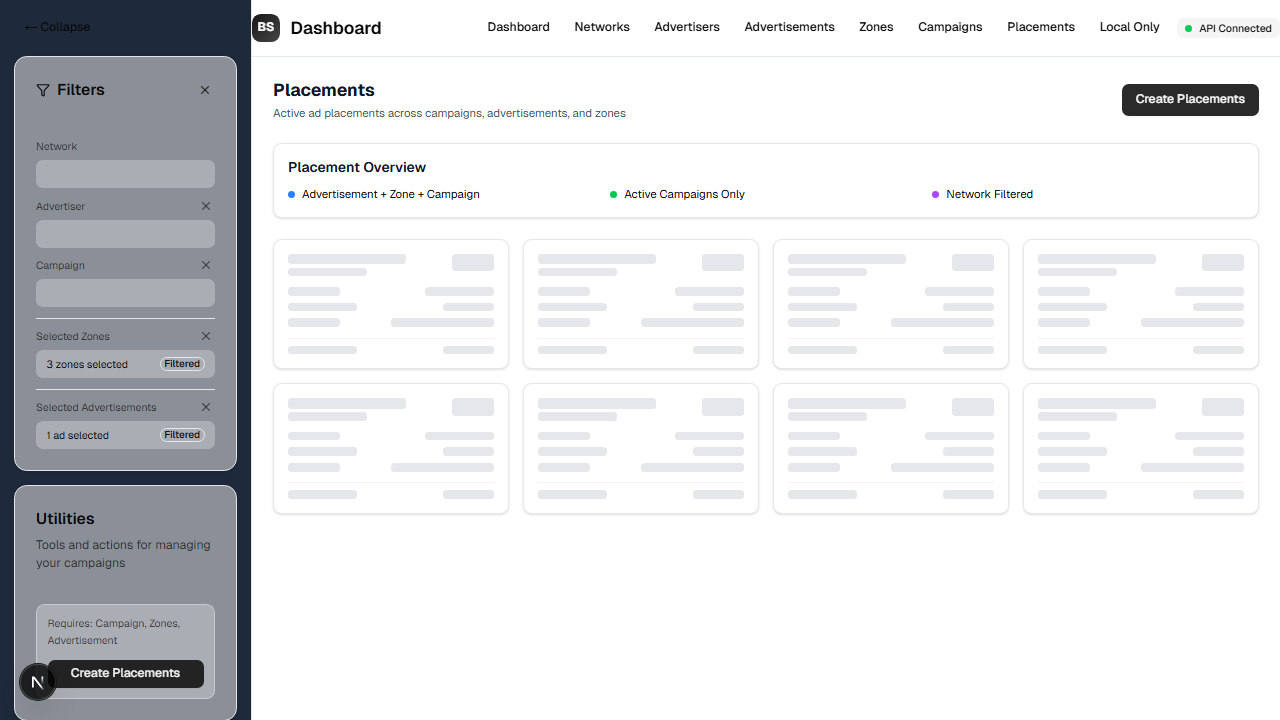 ← Collapse
Filters
Network
Advertiser
Campaign
Selected Zones
3 zones selected
Filtered
Selected Advertisements
1 ad selected
Filtered
Utilities
Tools and actions for managing
your campaigns
Requires: Campaign, Zones,
Advertisement
Create Placements
N
BS
Dashboard
Dashboard
Networks
Advertisers
Advertisements
Zones
Campaigns
Placements
Local Only
API Connected
Placements
Active ad placements across campaigns, advertisements, and zones
Create Placements
Placement Overview
Advertisement + Zone + Campaign
Active Campaigns Only
Network Filtered